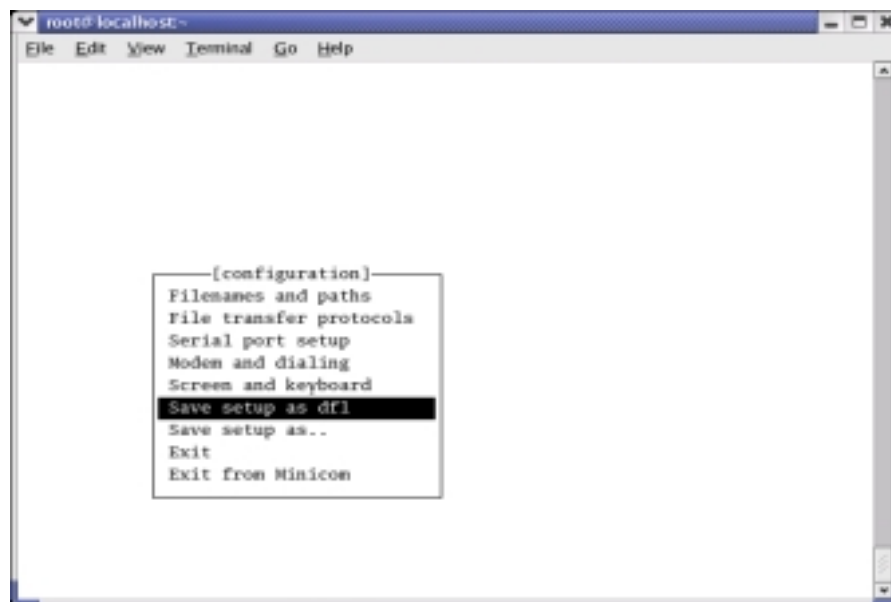 root@localhost:~
File Edit View Terminal Go Help
[configuration]
Filenames and paths
File transfer protocols
Serial port setup
Modem and dialing
Screen and keyboard
Save setup as dfl
Save setup as..
Exit
Exit from Minicom